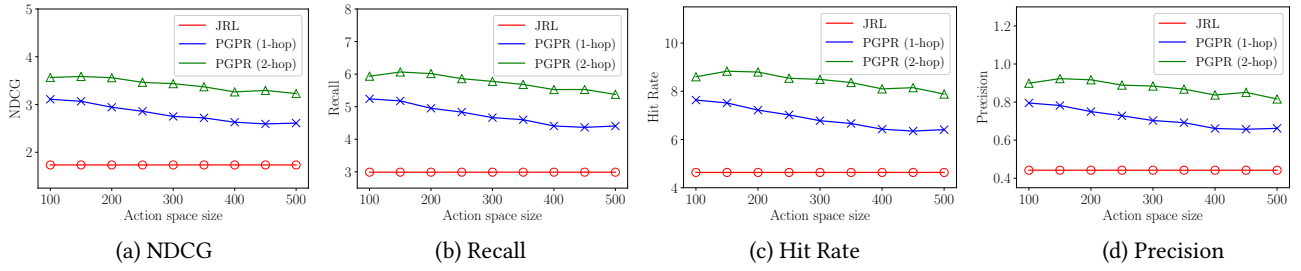 5
4
3
2
NDCG
100
200
300
400
500
Action space size
JRL
PGPR (1-hop)
PGPR (2-hop)
(a) NDCG
8
7
6
5
4
3
Recall
100
200
300
400
500
Action space size
JRL
PGPR (1-hop)
PGPR (2-hop)
(b) Recall
10
8
6
4
Hit Rate
100
200
300
400
500
Action space size
JRL
PGPR (1-hop)
PGPR (2-hop)
(c) Hit Rate
1.2
1.0
0.8
0.6
0.4
Precision
100
200
300
400
500
Action space size
JRL
PGPR (1-hop)
PGPR (2-hop)
(d) Precision